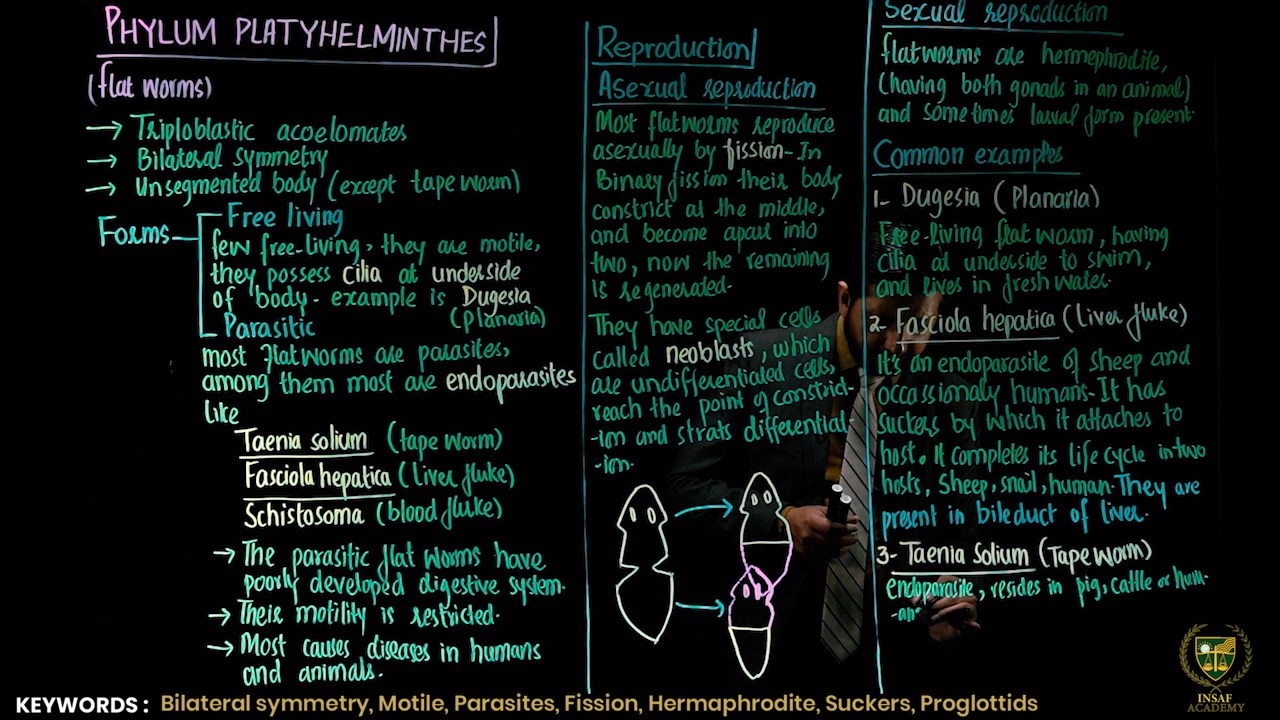 PHYLUM PLATYHELMINTHES
(flat worms)
→ Triploblastic acoelomates
→ Bilateral symmetry
→ Unsegmented body (except tape worm)
Forms
Free living
few free-living, they are motile,
they possess cilia at underside
of body. example is Dugesia
(Planaria)
Parasitic
most flatworms are parasites,
among them most are endoparasites
like
Taenia solium (tape worm)
Fasciola hepatica (liver fluke)
Schistosoma (blood fluke)
→ The parasitic flat worms have
poorly developed digestive system.
→ Their motility is restricted.
→ Most causes diseases in humans
and animals.
Reproduction
Asexual reproduction
Most flatworms reproduce
asexually by fission- In
Binary fission their body
constrict at the middle,
and become apart into
two, now the remaining
is regenerated.
They have special cells
called neoblasts, which
are undifferentiated cells,
reach the point of constrict-
-ion and strats differentiat-
-ion.
Sexual reproduction
flatworms are hermephrodile,
(having both gonads in an animal)
and sometimes larval form present.
Common examples
1- Dugesia (Planaria)
Free-living flat worm, having
cilia at underside to swim,
and lives in fresh water.
2- Fasciola hepatica (liver fluke)
It's an endoparasite of sheep and
occassionaly humans- It has
suckers by which it attaches to
host. It completes its life cycle in two
hosts, Sheep, snail, human. They are
present in bileduct of liver.
3- Taenia Solium (Tape worm)
endoparasite, resides in pig, cattle or hum-
-an
KEYWORDS : Bilateral symmetry, Motile, Parasites, Fission, Hermaphrodite, Suckers, Proglottids
INSAF
ACADEMY